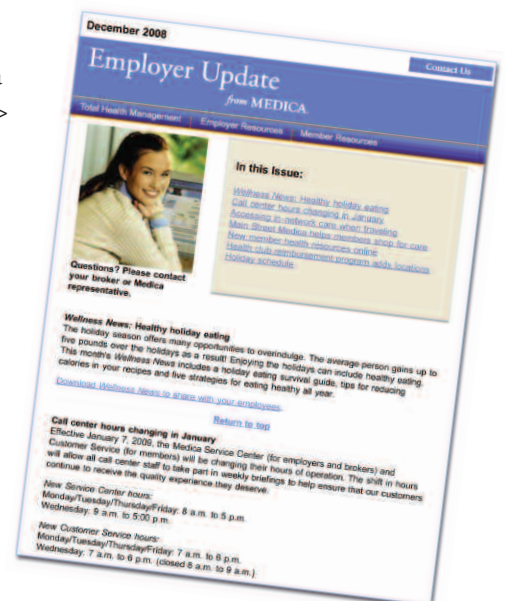 December 2008
Contact Us
Employer Update
from MEDICA.
Total Health Management
Employer Resources
Member Resources
>
In this Issue:
Wellness News: Healthy holiday eating
Call center hours changing in January
Accessing in-network care when traveling
Main Street Medica helps members shop for care
New member health resources online
Health club reimbursement program adds locations
Holiday schedule
Questions? Please contact
your broker or Medica
representative.
Wellness News: Healthy holiday eating
The holiday season offers many opportunities to overindulge. The average person gains up to
five pounds over the holidays as a result! Enjoying the holidays can include healthy eating.
This month's Wellness News includes a holiday eating survival guide, tips for reducing
calories in your recipes and five strategies for eating healthy all year.
Download Wellness News to share with your employees.
Return to top
Call center hours changing in January
Effective January 7, 2009, the Medica Service Center (for employers and brokers) and
Customer Service (for members) will be changing their hours of operation. The shift in hours
will allow all call center staff to take part in weekly briefings to help ensure that our customers
continue to receive the quality experience they deserve.
New Service Center hours:
Monday/Tuesday/Thursday/Friday: 8 a.m. to 5 p.m.
Wednesday: 9 a.m. to 5:00 p.m.
New Customer Service hours:
Monday/Tuesday/Thursday/Friday: 7 a.m. to 6 p.m.
Wednesday: 7 a.m. to 6 p.m. (closed 8 a.m. to 9 a.m.)